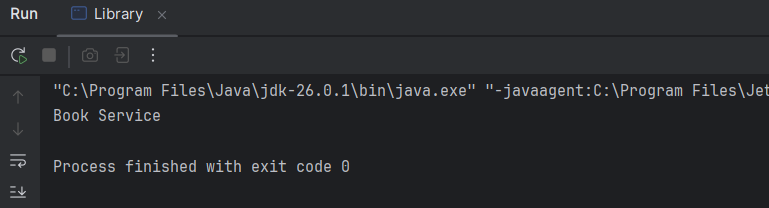 Run Library
"C:\Program Files\Java\jdk-26.0.1\bin\java.exe" "-javaagent:C:\Program Files\Jet
Book Service
Process finished with exit code 0